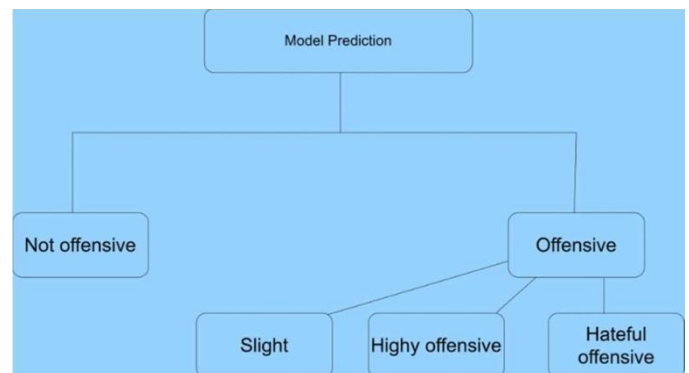 Model Prediction
Not offensive
Offensive
Slight
Highy offensive
Hateful
offensive